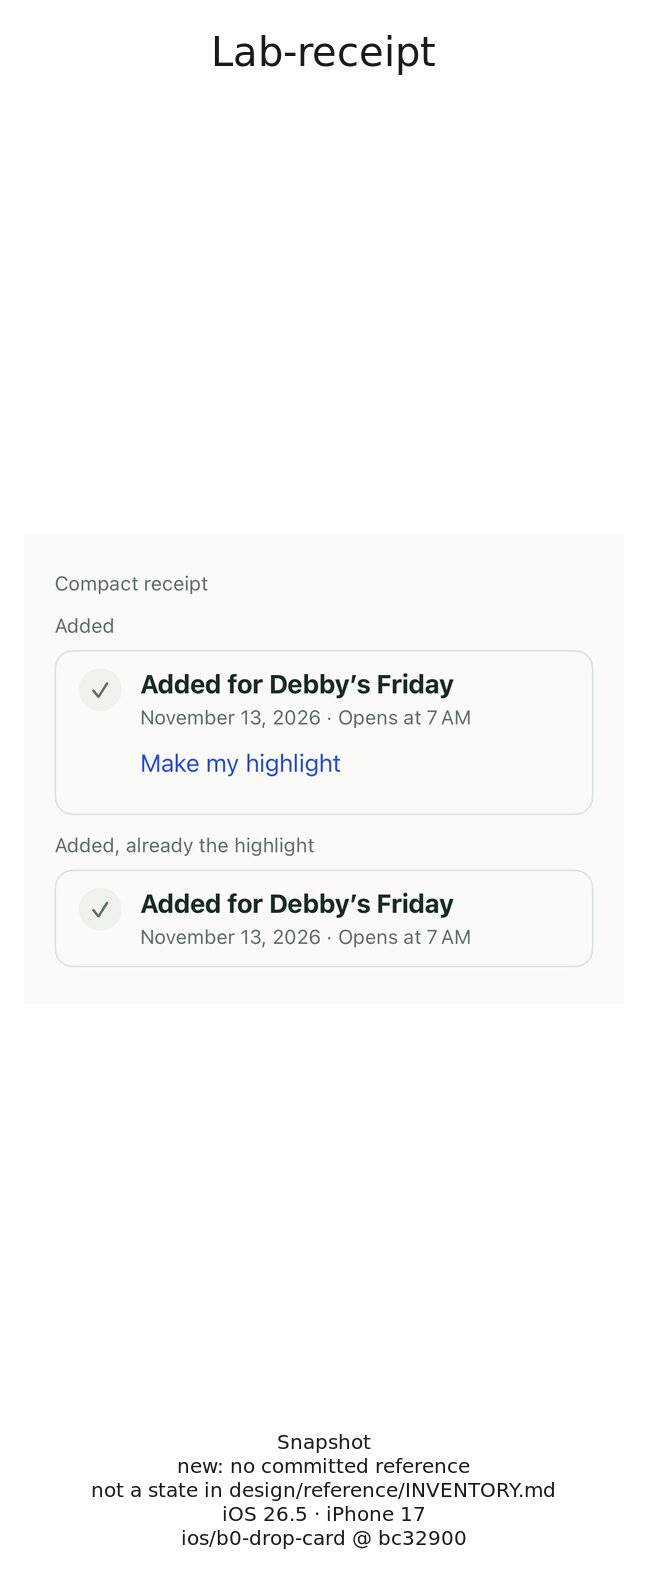 Lab-receipt
Compact receipt
Added
Added for Debby’s Friday
November 13, 2026 · Opens at 7 AM
Make my highlight
Added, already the highlight
Added for Debby’s Friday
November 13, 2026 · Opens at 7 AM
Snapshot
new: no committed reference
not a state in design/reference/INVENTORY.md
iOS 26.5 · iPhone 17
ios/b0-drop-card @ bc32900